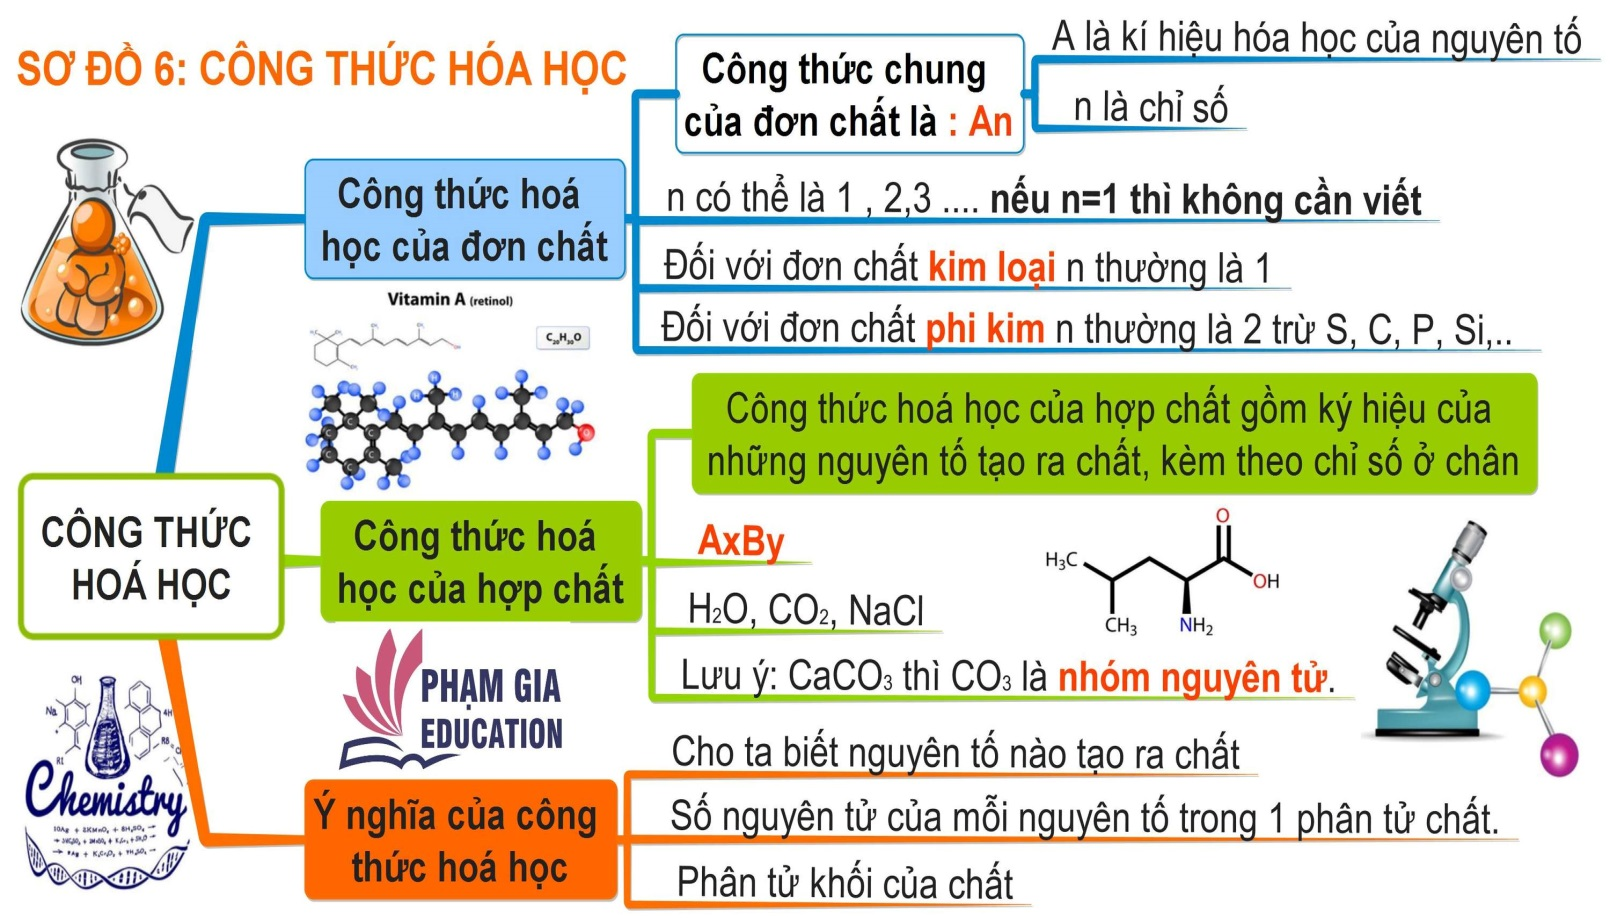 SƠ ĐỒ 6: CÔNG THỨC HÓA HỌC
Công thức chung
của đơn chất là : An
A là kí hiệu hóa học của nguyên tố
n là chỉ số
Công thức hoá
học của đơn chất
n có thể là 1 , 2,3 .... nếu n=1 thì không cần viết
Đối với đơn chất kim loại n thường là 1
Đối với đơn chất phi kim n thường là 2 trừ S, C, P, Si,..
Vitamin A (retinol)
C20H30O
CÔNG THỨC
HOÁ HỌC
Công thức hoá
học của hợp chất
Công thức hoá học của hợp chất gồm ký hiệu của
những nguyên tố tạo ra chất, kèm theo chỉ số ở chân
AxBy
H2O, CO2, NaCl
Lưu ý: CaCO3 thì CO3 là nhóm nguyên tử.
O
H3C
OH
CH3
NH2
PHẠM GIA
EDUCATION
Chemistry
Ý nghĩa của công
thức hoá học
Cho ta biết nguyên tố nào tạo ra chất
Số nguyên tử của mỗi nguyên tố trong 1 phân tử chất.
Phân tử khối của chất